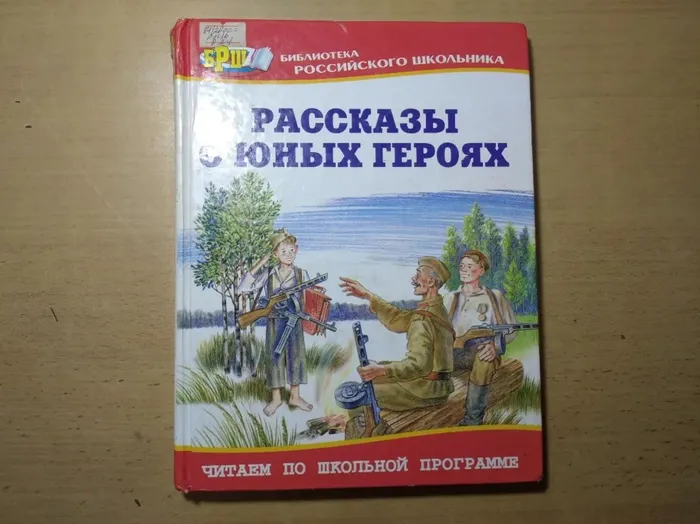 БРШ
БИБЛИОТЕКА
РОССИЙСКОГО ШКОЛЬНИКА
РАССКАЗЫ
О ЮНЫХ ГЕРОЯХ
ЧИТАЕМ ПО ШКОЛЬНОЙ ПРОГРАММЕ